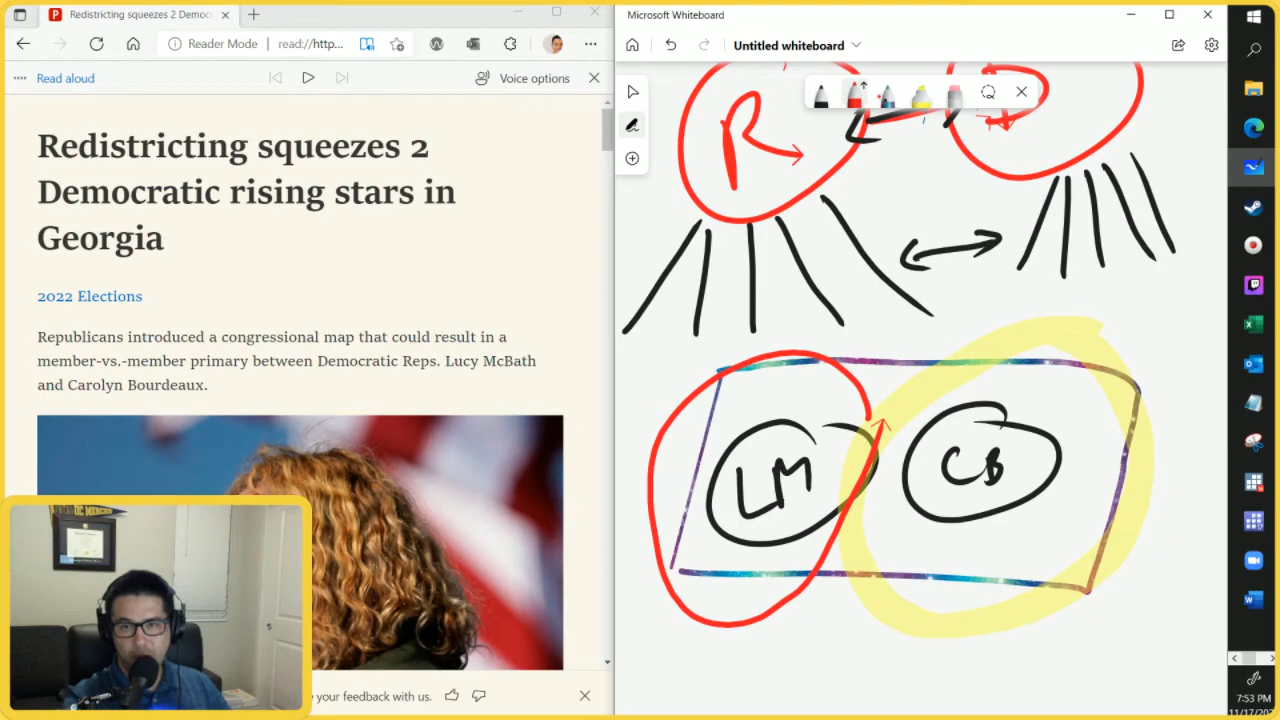 Redistricting squeezes 2 Democ
Reader Mode
read://http...
Read aloud
Voice options
Redistricting squeezes 2
Democratic rising stars in
Georgia
2022 Elections
Republicans introduced a congressional map that could result in a
member-vs.-member primary between Democratic Reps. Lucy McBath
and Carolyn Bourdeaux.
your feedback with us.
Microsoft Whiteboard
Untitled whiteboard
R
D
LM
CB
7:53 PM